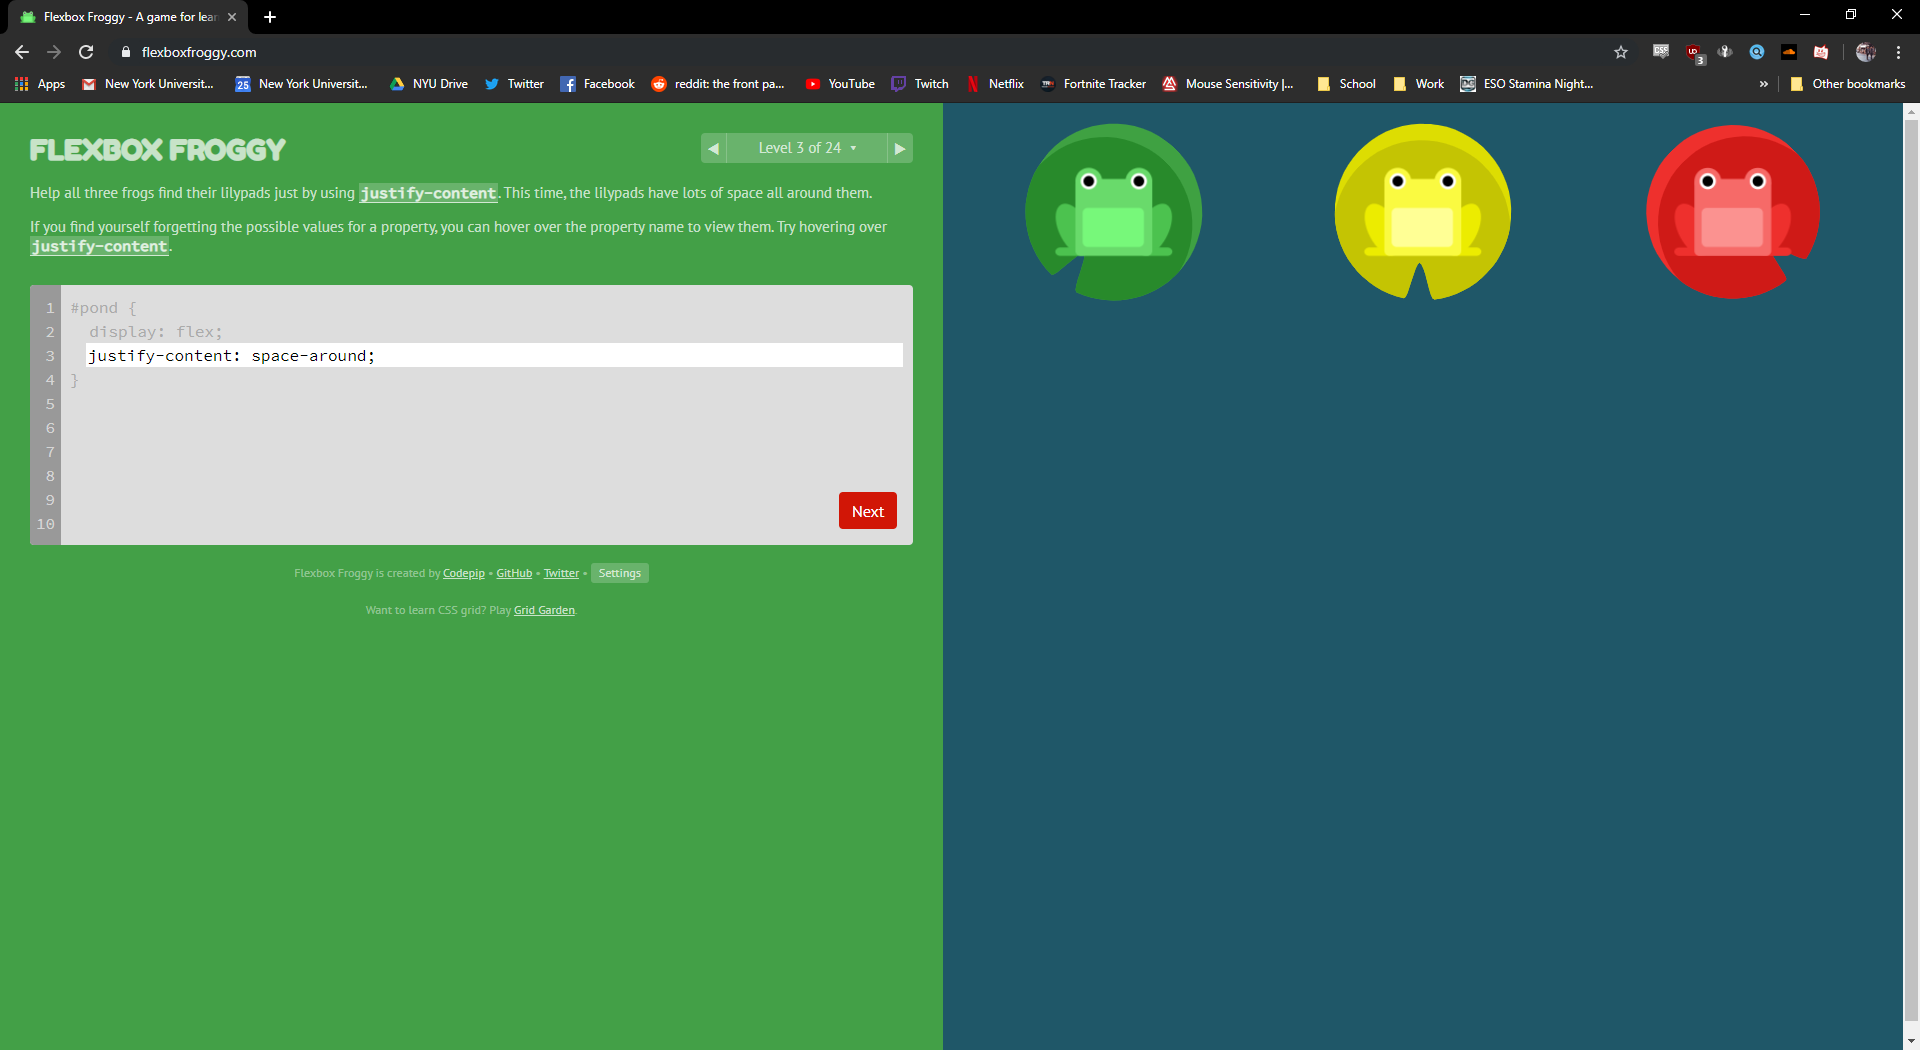 Flexbox Froggy - A game for lear
flexboxfroggy.com
CSS
UD
3
Apps
New York Universit...
25
New York Universit...
NYU Drive
Twitter
Facebook
reddit: the front pa...
YouTube
Twitch
Netflix
Fortnite Tracker
Mouse Sensitivity |...
School
Work
ESO Stamina Night...
»
Other bookmarks
FLEXBOX FROGGY
◀ Level 3 of 24 ▾ ▶
Help all three frogs find their lilypads just by using justify-content. This time, the lilypads have lots of space all around them.
If you find yourself forgetting the possible values for a property, you can hover over the property name to view them. Try hovering over
justify-content.
1 #pond {
2 display: flex;
3 justify-content: space-around;
4 }
5
6
7
8
9
10
Next
Flexbox Froggy is created by Codepip • GitHub • Twitter • Settings
Want to learn CSS grid? Play Grid Garden.